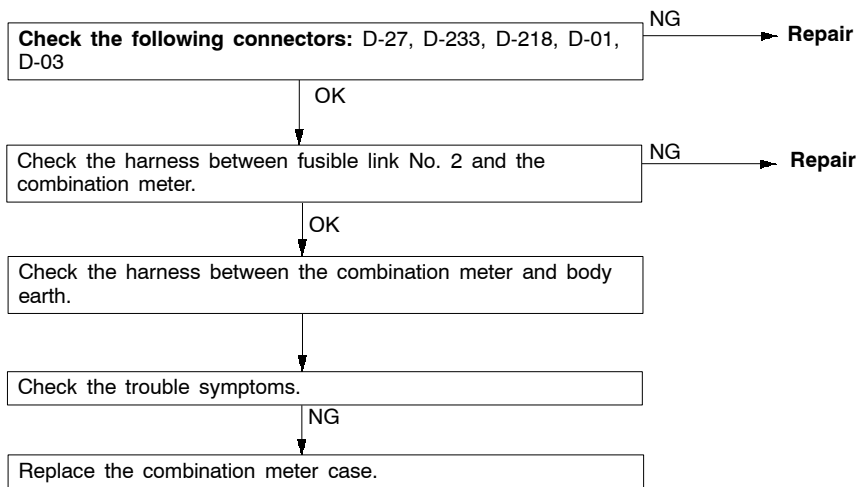 NG
Check the following connectors: D-27, D-233, D-218, D-01,
D-03
Repair
OK
Check the harness between fusible link No. 2 and the
combination meter.
NG
Repair
OK
Check the harness between the combination meter and body
earth.
Check the trouble symptoms.
NG
Replace the combination meter case.